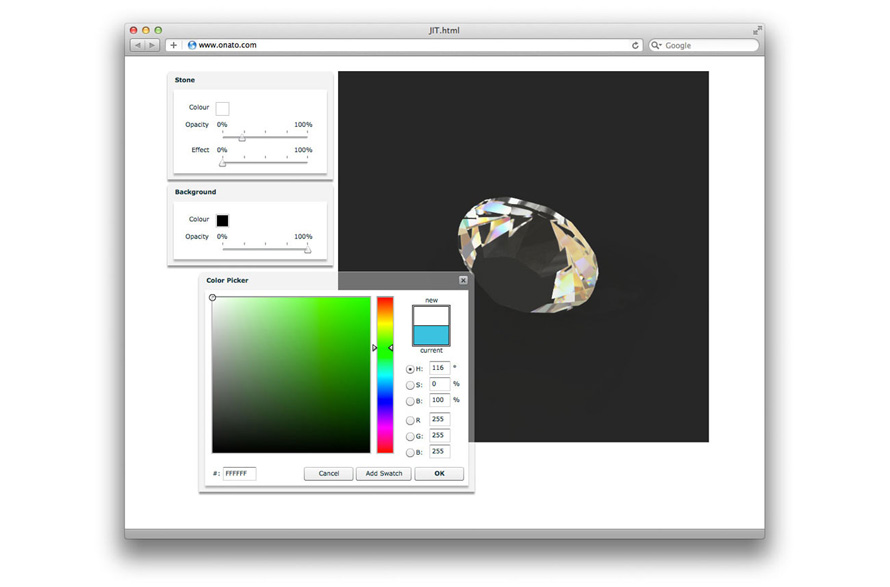 JIT.html
www.onato.com
Google
Stone
Colour
Opacity 0% 100%
Effect 0% 100%
Background
Colour
Opacity 0% 100%
Color Picker
new
current
H: 116 °
S: 0 %
B: 100 %
R 255
G: 255
B: 255
#: FFFFFF
Cancel Add Swatch OK